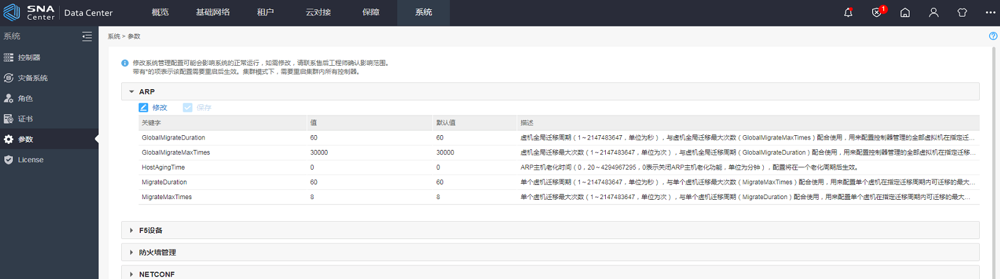 SNA Center Data Center 概览 基础网络 租户 云对接 保障 系统 1
系统
控制器
灾备系统
角色
证书
参数
License
系统 > 参数
修改系统管理配置可能会影响系统的正常运行，如需修改，请联系售后工程师确认影响范围。
带有*的项表示该配置需要重启后生效。集群模式下，需要重启集群内所有控制器。
ARP
修改 保存
关键字 值 默认值 描述
GlobalMigrateDuration 60 60 虚机全局迁移周期（1～2147483647，单位为秒），与虚机全局迁移最大次数（GlobalMigrateMaxTimes）配合使用，用来配置控制器管理的全部虚拟机在指定迁...
GlobalMigrateMaxTimes 30000 30000 虚机全局迁移最大次数（1～2147483647，单位为次），与虚机全局迁移周期（GlobalMigrateDuration）配合使用，用来配置控制器管理的全部虚拟机在指定迁移...
HostAgingTime 0 0 ARP主机老化时间（0，20～4294967295，0表示关闭ARP主机老化功能，单位为分钟），配置将在一个老化周期后生效。
MigrateDuration 60 60 单个虚机迁移周期（1～2147483647，单位为秒），与单个虚机迁移最大次数（MigrateMaxTimes）配合使用，用来配置单个虚机在指定迁移周期内可迁移的最大...
MigrateMaxTimes 8 8 单个虚机迁移最大次数（1～2147483647，单位为次），与单个虚机迁移周期（MigrateDuration）配合使用，用来配置单个虚机在指定迁移周期内可迁移的最大...
F5设备
防火墙管理
NETCONF